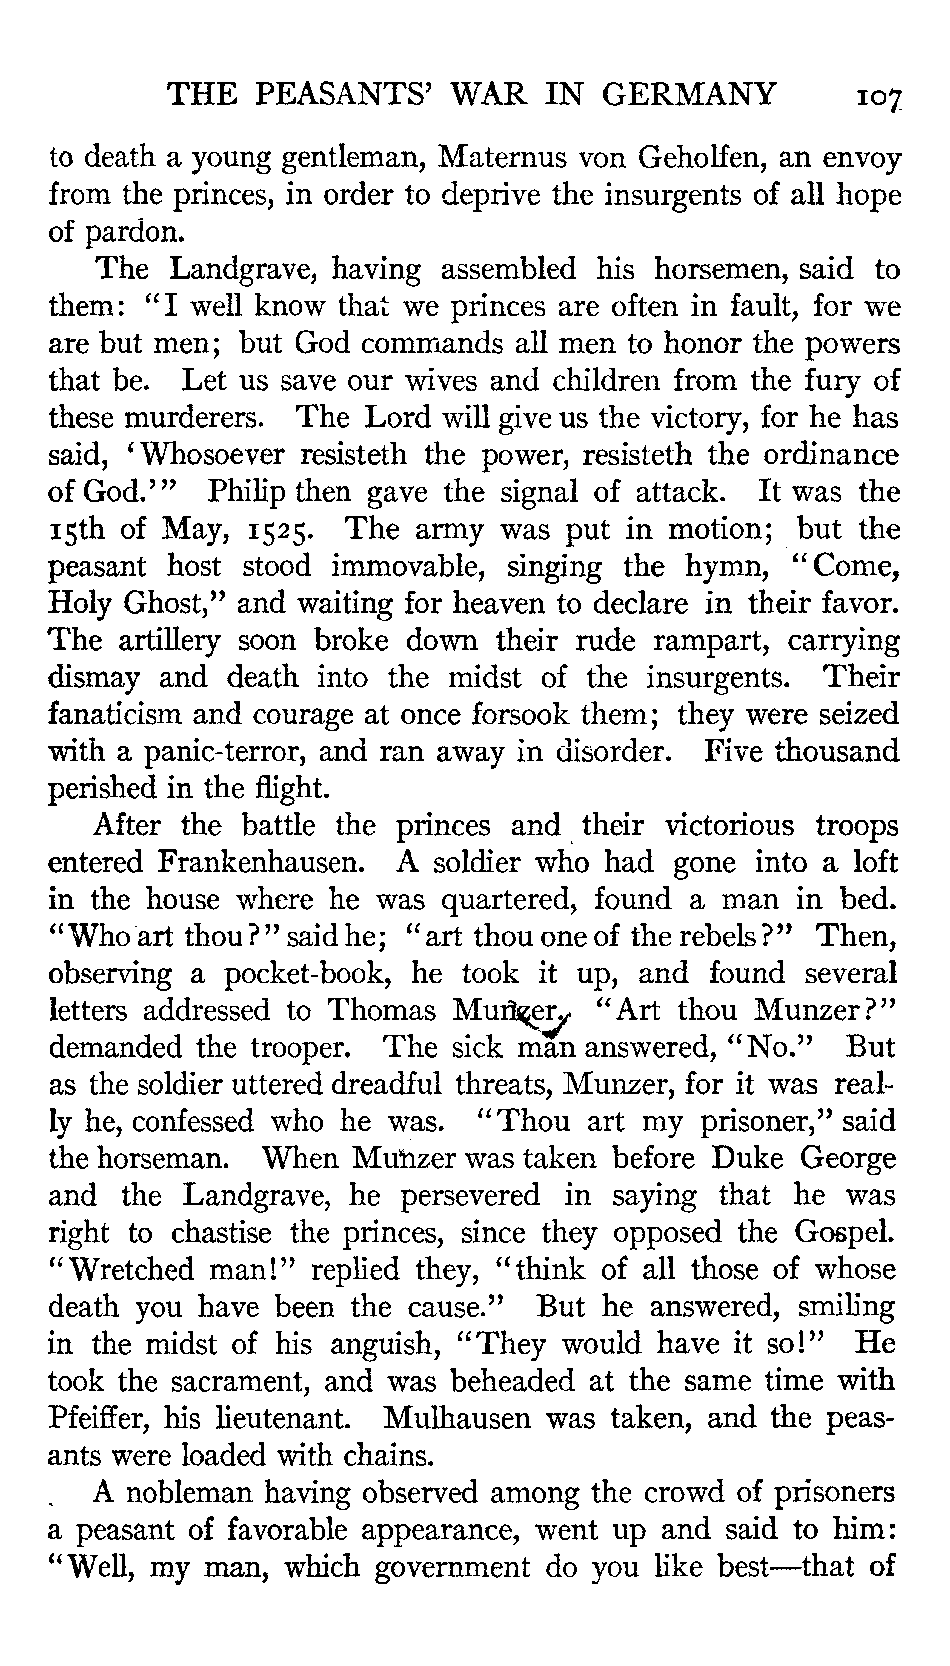 THE PEASANTS' WAR IN GERMANY 107
to death a young gentleman, Maternus von Geholfen, an envoy
from the princes, in order to deprive the insurgents of all hope
of pardon.
The Landgrave, having assembled his horsemen, said to
them: "I well know that we princes are often in fault, for we
are but men; but God commands all men to honor the powers
that be. Let us save our wives and children from the fury of
these murderers. The Lord will give us the victory, for he has
said, 'Whosoever resisteth the power, resisteth the ordinance
of God.'" Philip then gave the signal of attack. It was the
15th of May, 1525. The army was put in motion; but the
peasant host stood immovable, singing the hymn, "Come,
Holy Ghost," and waiting for heaven to declare in their favor.
The artillery soon broke down their rude rampart, carrying
dismay and death into the midst of the insurgents. Their
fanaticism and courage at once forsook them; they were seized
with a panic-terror, and ran away in disorder. Five thousand
perished in the flight.
After the battle the princes and their victorious troops
entered Frankenhausen. A soldier who had gone into a loft
in the house where he was quartered, found a man in bed.
"Who art thou?" said he; "art thou one of the rebels?" Then,
observing a pocket-book, he took it up, and found several
letters addressed to Thomas Munzer. "Art thou Munzer?"
demanded the trooper. The sick man answered, "No." But
as the soldier uttered dreadful threats, Munzer, for it was real-
ly he, confessed who he was. "Thou art my prisoner," said
the horseman. When Munzer was taken before Duke George
and the Landgrave, he persevered in saying that he was
right to chastise the princes, since they opposed the Gospel.
"Wretched man!" replied they, "think of all those of whose
death you have been the cause." But he answered, smiling
in the midst of his anguish, "They would have it so!" He
took the sacrament, and was beheaded at the same time with
Pfeiffer, his lieutenant. Mulhausen was taken, and the peas-
ants were loaded with chains.
A nobleman having observed among the crowd of prisoners
a peasant of favorable appearance, went up and said to him:
"Well, my man, which government do you like best—that of